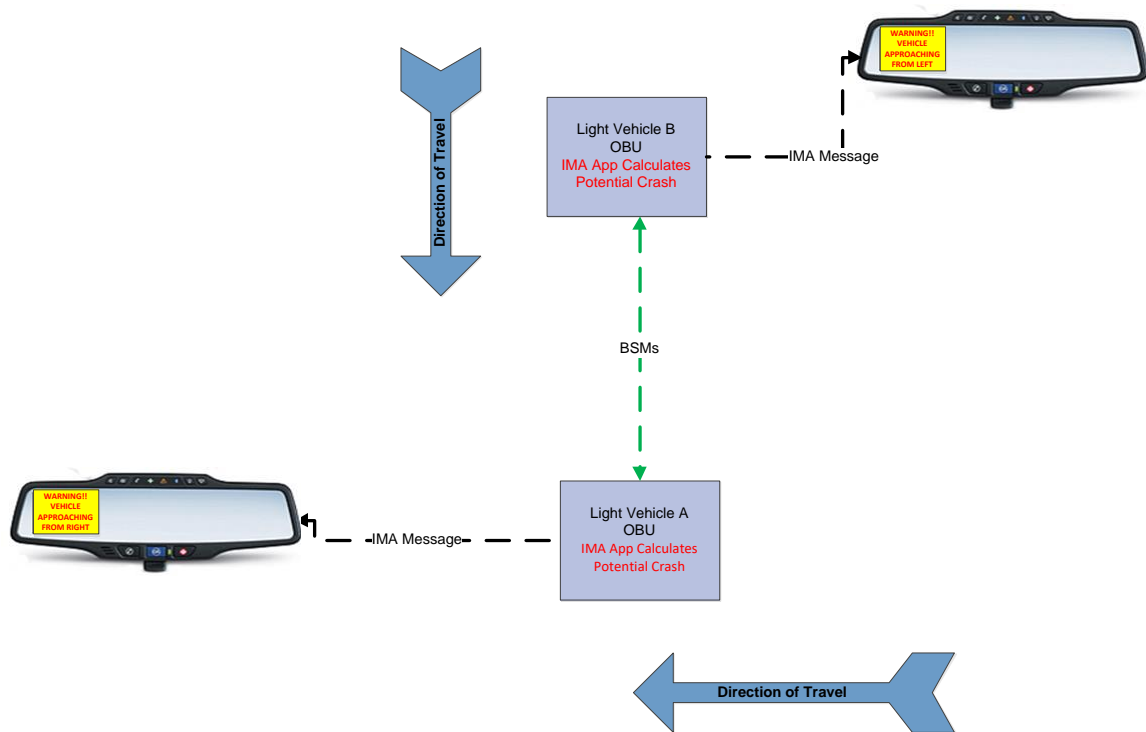 WARNING!!
VEHICLE
APPROACHING
FROM LEFT
Light Vehicle B
OBU
IMA App Calculates
Potential Crash
IMA Message
Direction of Travel
BSMs
WARNING!!
VEHICLE
APPROACHING
FROM RIGHT
IMA Message
Light Vehicle A
OBU
IMA App Calculates
Potential Crash
Direction of Travel